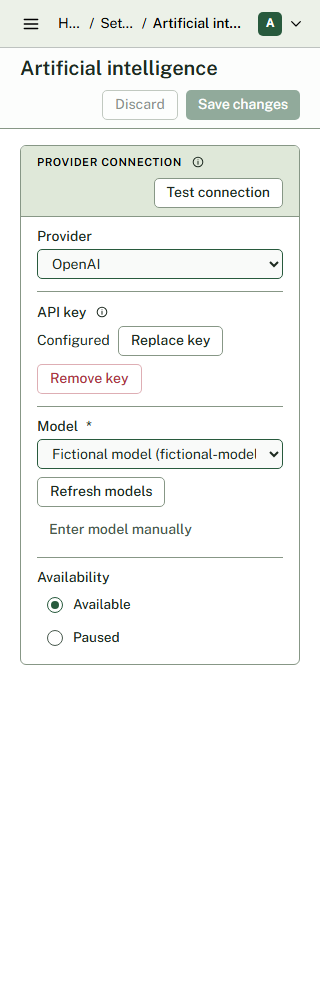 H... / Set... / Artificial int... A
Artificial intelligence
Discard Save changes
PROVIDER CONNECTION
Test connection
Provider
OpenAI
API key
Configured Replace key
Remove key
Model *
Fictional model (fictional-model
Refresh models
Enter model manually
Availability
Available
Paused